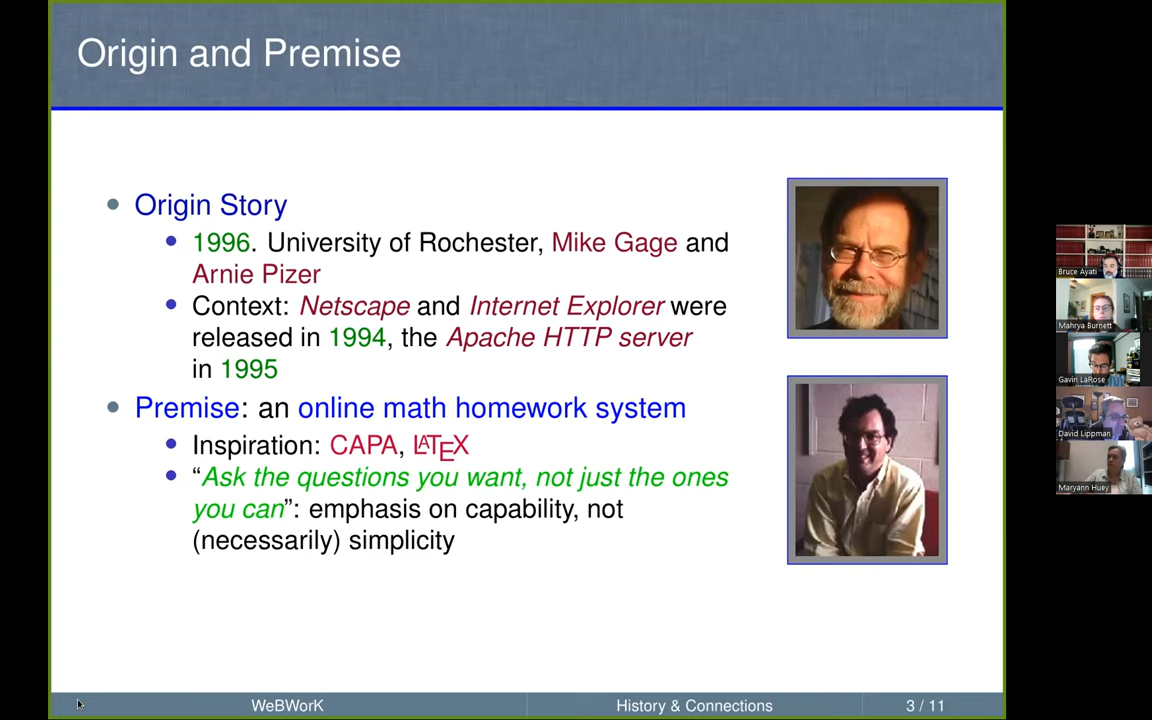 Origin and Premise
Origin Story
1996. University of Rochester, Mike Gage and
Arnie Pizer
Context: Netscape and Internet Explorer were
released in 1994, the Apache HTTP server
in 1995
Premise: an online math homework system
Inspiration: CAPA, LATEX
“Ask the questions you want, not just the ones
you can”: emphasis on capability, not
(necessarily) simplicity
WeBWorK
History & Connections
3 / 11
Bruce Ayati
Mahrya Burnett
Gavin LaRose
David Lippman
Maryann Huey